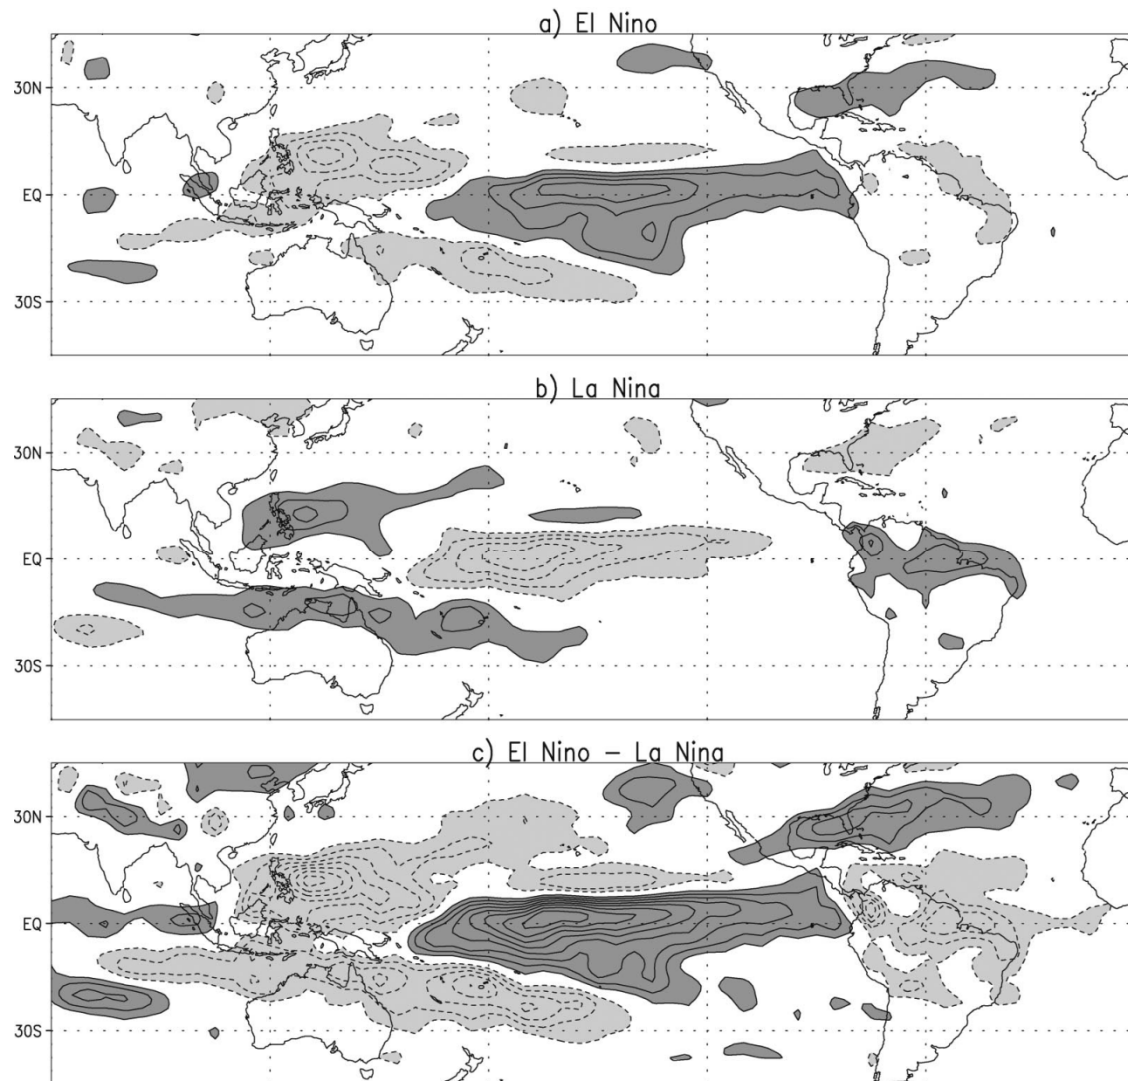 a) El Nino
30N
EQ
30S
b) La Nina
30N
EQ
30S
c) El Nino – La Nina
30N
EQ
30S